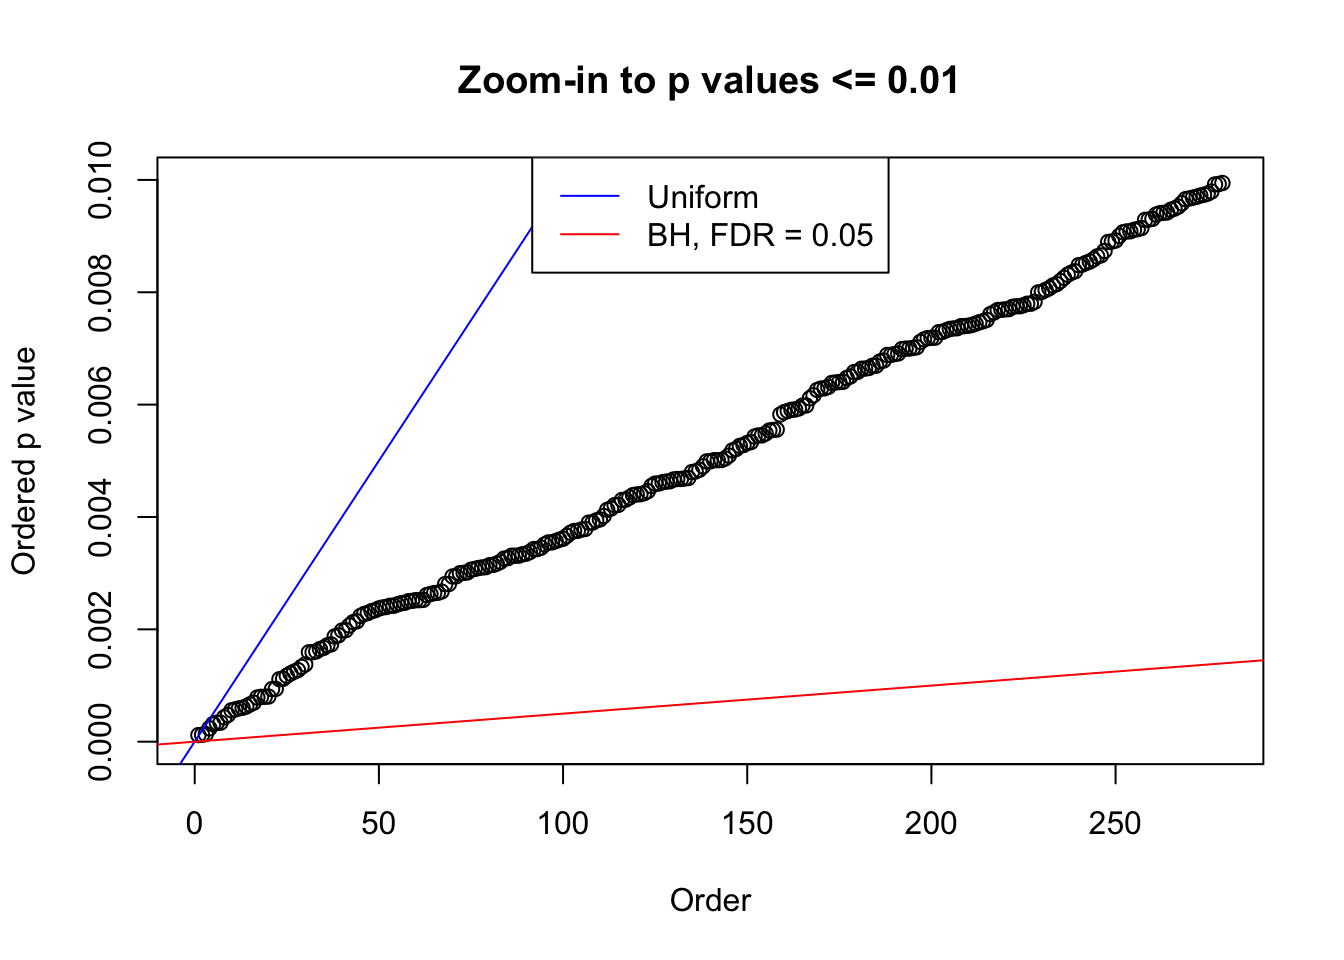 Zoom-in to p values <= 0.01
Uniform
BH, FDR = 0.05
Ordered p value
0.010
0.008
0.006
0.004
0.002
0.000
0 50 100 150 200 250
Order